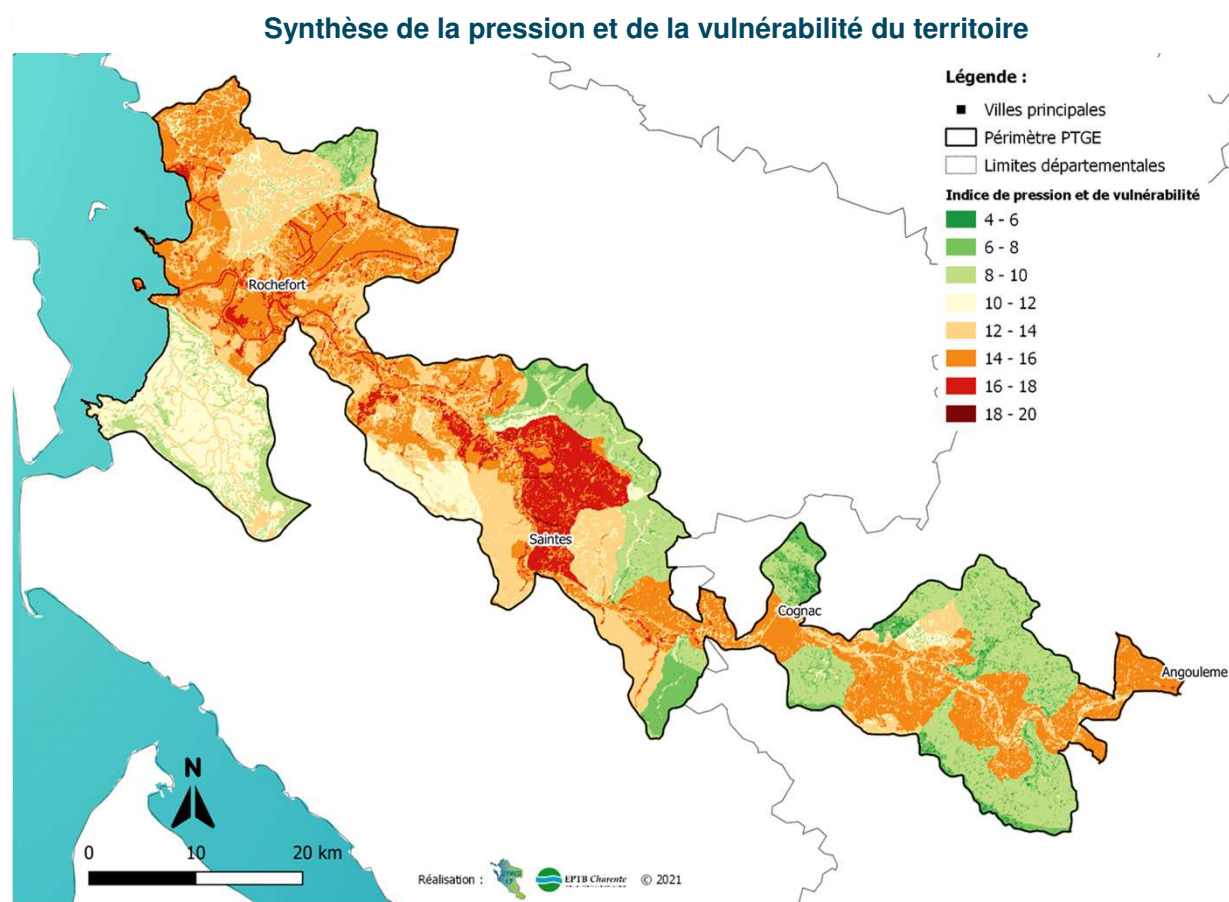 Synthèse de la pression et de la vulnérabilité du territoire
Légende :
Villes principales
Périmètre PTGE
Limites départementales
Indice de pression et de vulnérabilité
4 - 6
6 - 8
8 - 10
10 - 12
12 - 14
14 - 16
16 - 18
18 - 20
Rochefort
Saintes
Cognac
Angouleme
N
0 10 20 km
Réalisation : EPTB Charente © 2021